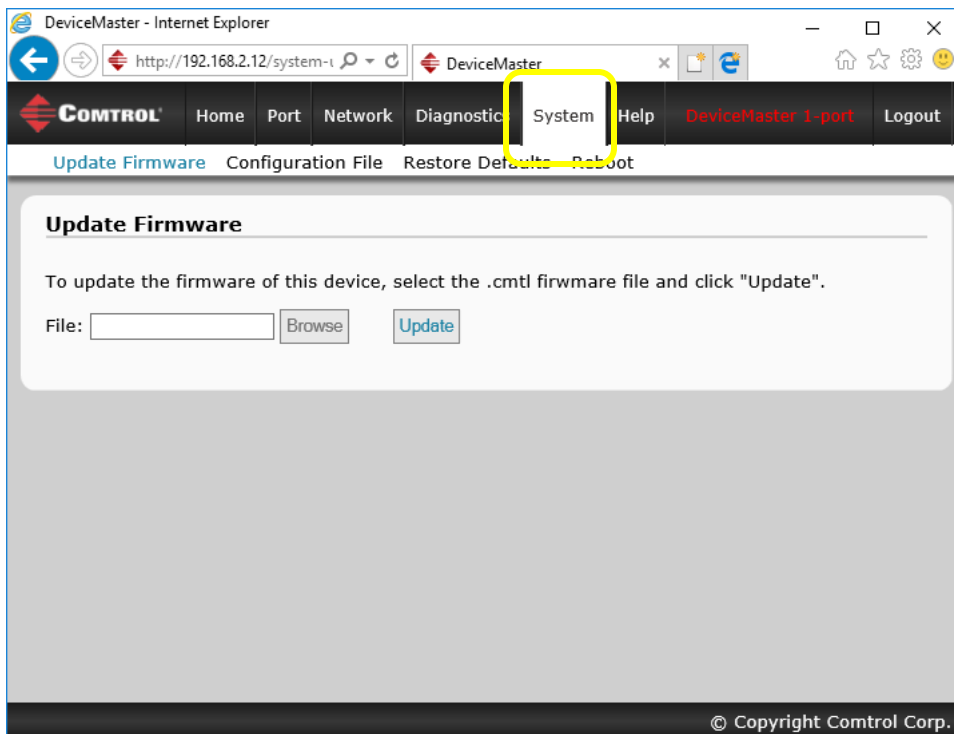 DeviceMaster - Internet Explorer
http://192.168.2.12/system-u DeviceMaster
COMTROL Home Port Network Diagnostics System Help DeviceMaster 1-port Logout
Update Firmware Configuration File Restore Defaults Reboot
Update Firmware
To update the firmware of this device, select the .cmtl firwmare file and click "Update".
File: Browse Update
© Copyright Comtrol Corp.